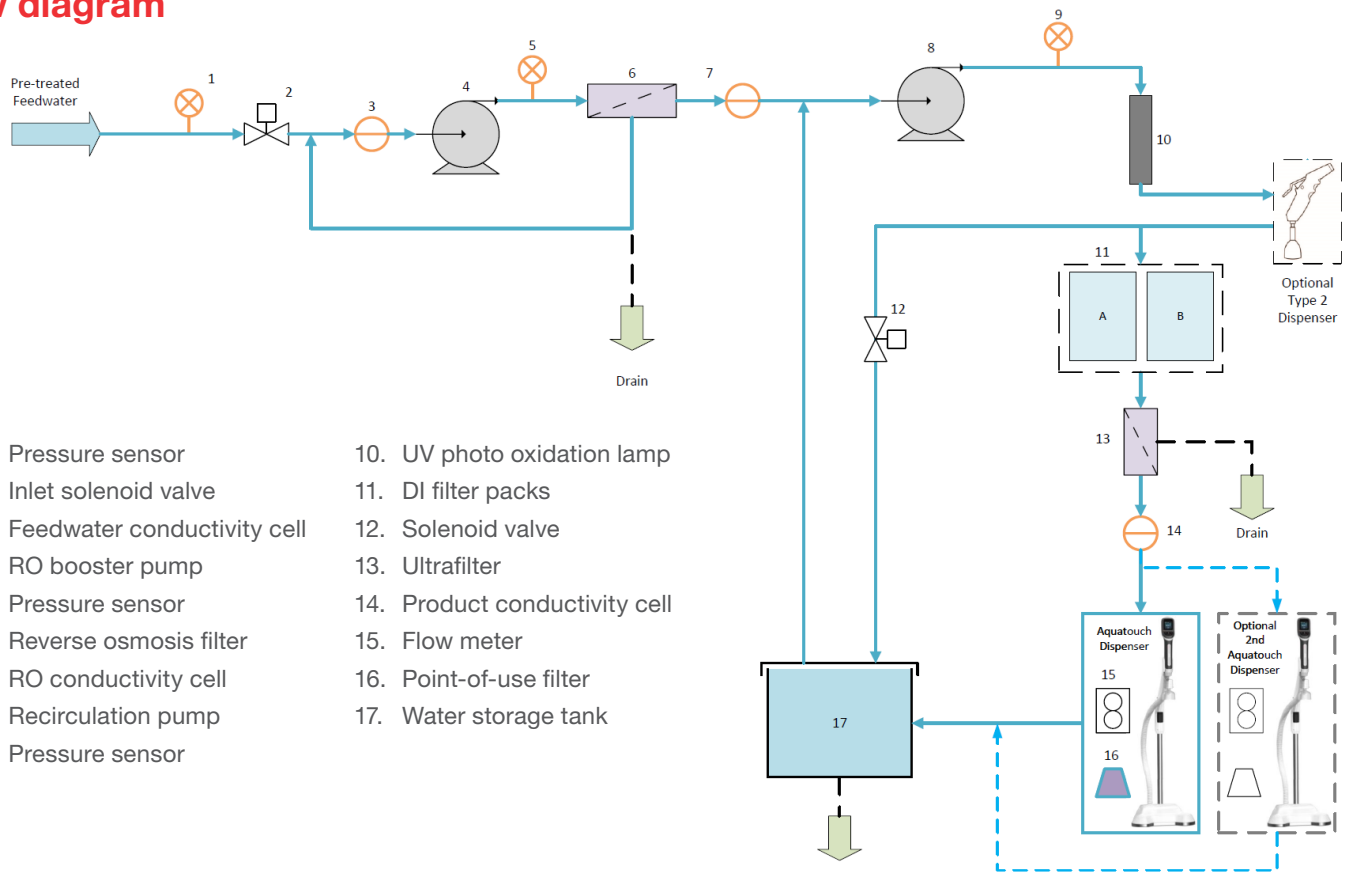 diagram
Pre-treated
Feedwater
1
2
3
4
5
6
7
8
9
10
Optional
Type 2
Dispenser
11
A
B
12
Drain
13
Drain
14
Aquatouch
Dispenser
15
16
Optional
2nd
Aquatouch
Dispenser
17
Pressure sensor
Inlet solenoid valve
Feedwater conductivity cell
RO booster pump
Pressure sensor
Reverse osmosis filter
RO conductivity cell
Recirculation pump
Pressure sensor
10. UV photo oxidation lamp
11. DI filter packs
12. Solenoid valve
13. Ultrafilter
14. Product conductivity cell
15. Flow meter
16. Point-of-use filter
17. Water storage tank